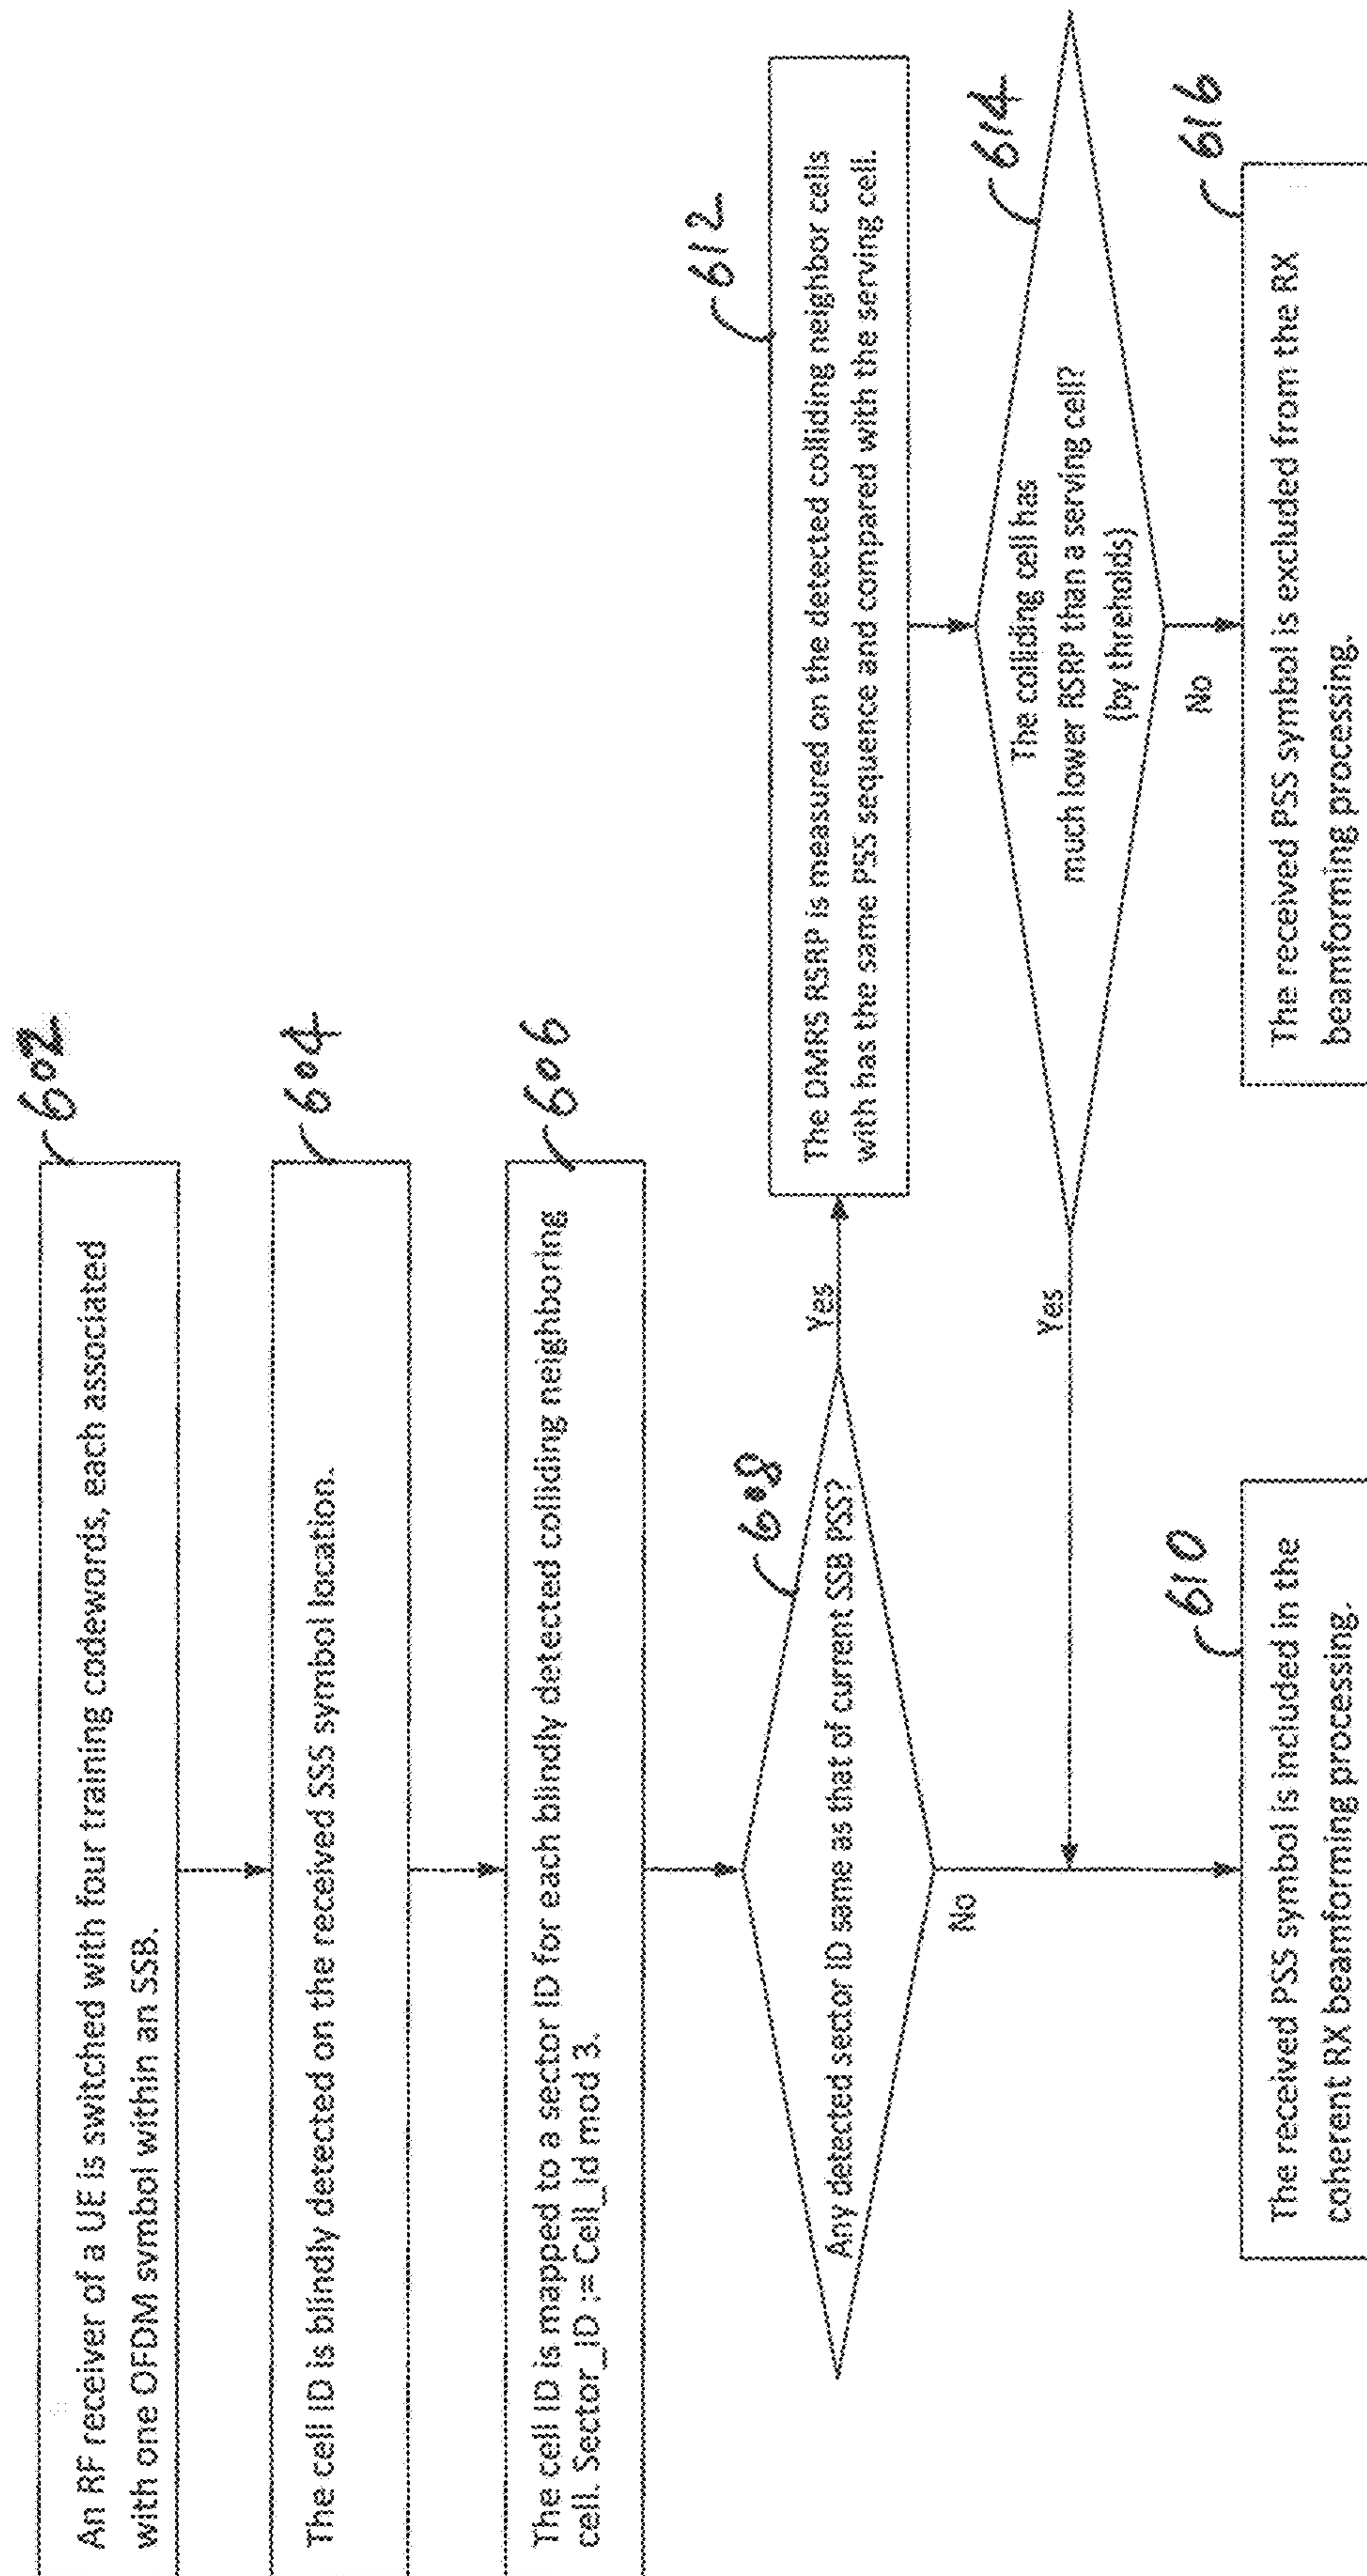 602
An RF receiver of a UE is switched with four training codewords, each associated
with one OFDM symbol within an SSB.
604
The cell ID is blindly detected on the received SSS symbol location.
606
The cell ID is mapped to a sector ID for each blindly detected colliding neighboring
cell. Sector_ID := Cell_id mod 3.
608
Any detected sector ID same as that of current SSB PSS?
Yes
No
612
The DMRS RSRP is measured on the detected colliding neighbor cells
with has the same PSS sequence and compared with the serving cell.
614
The colliding cell has
much lower RSRP than a serving cell?
(by threholds)
Yes
No
610
The received PSS symbol is included in the
coherent RX beamforming processing.
616
The received PSS symbol is excluded from the RX
beamforming processing.